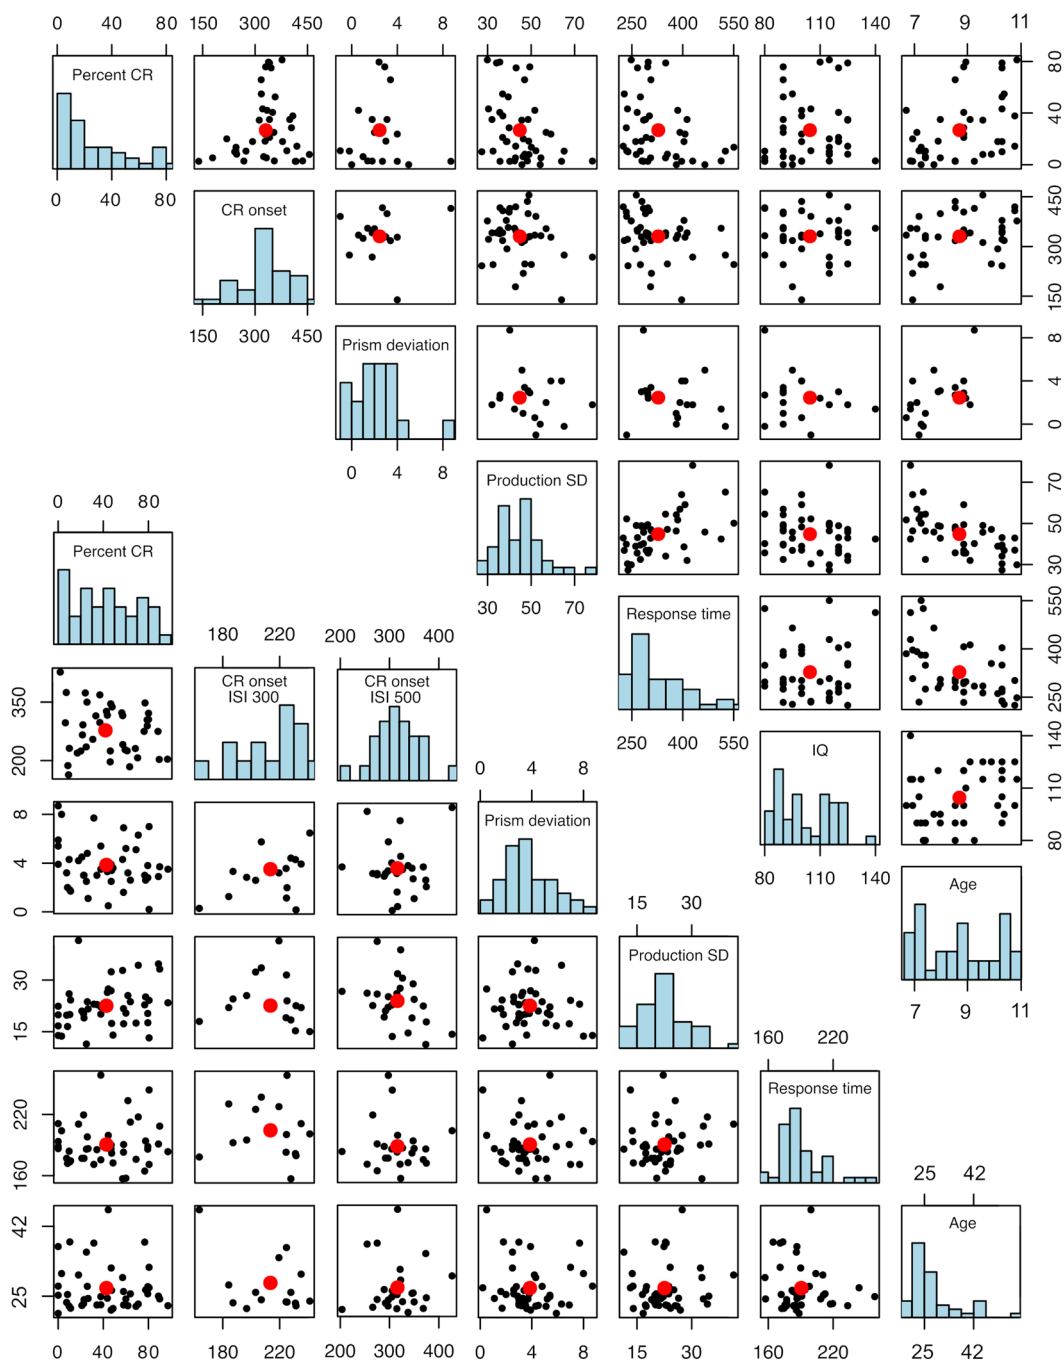 0 40 80 150 300 450 0 4 8 30 50 70 250 400 550 80 110 140 7 9 11
Percent CR
0 40 80
0 40 80
CR onset
150 300 450
150 300 450
Prism deviation
0 4 8
0 4 8
Production SD
30 50 70
30 50 70
0 40 80
Percent CR
Response time
250 400 550
250 400 550
180 220 200 300 400
CR onset
ISI 300
CR onset
ISI 500
200 350
IQ
80 110 140
80 110 140
0 4 8
Prism deviation
0 4 8
Age
7 9 11
15 30
Production SD
15 30
160 220
Response time
160 220
25 42
Age
25 42
25 42
0 40 80 180 220 200 300 400 0 2 4 6 8 15 30 160 220